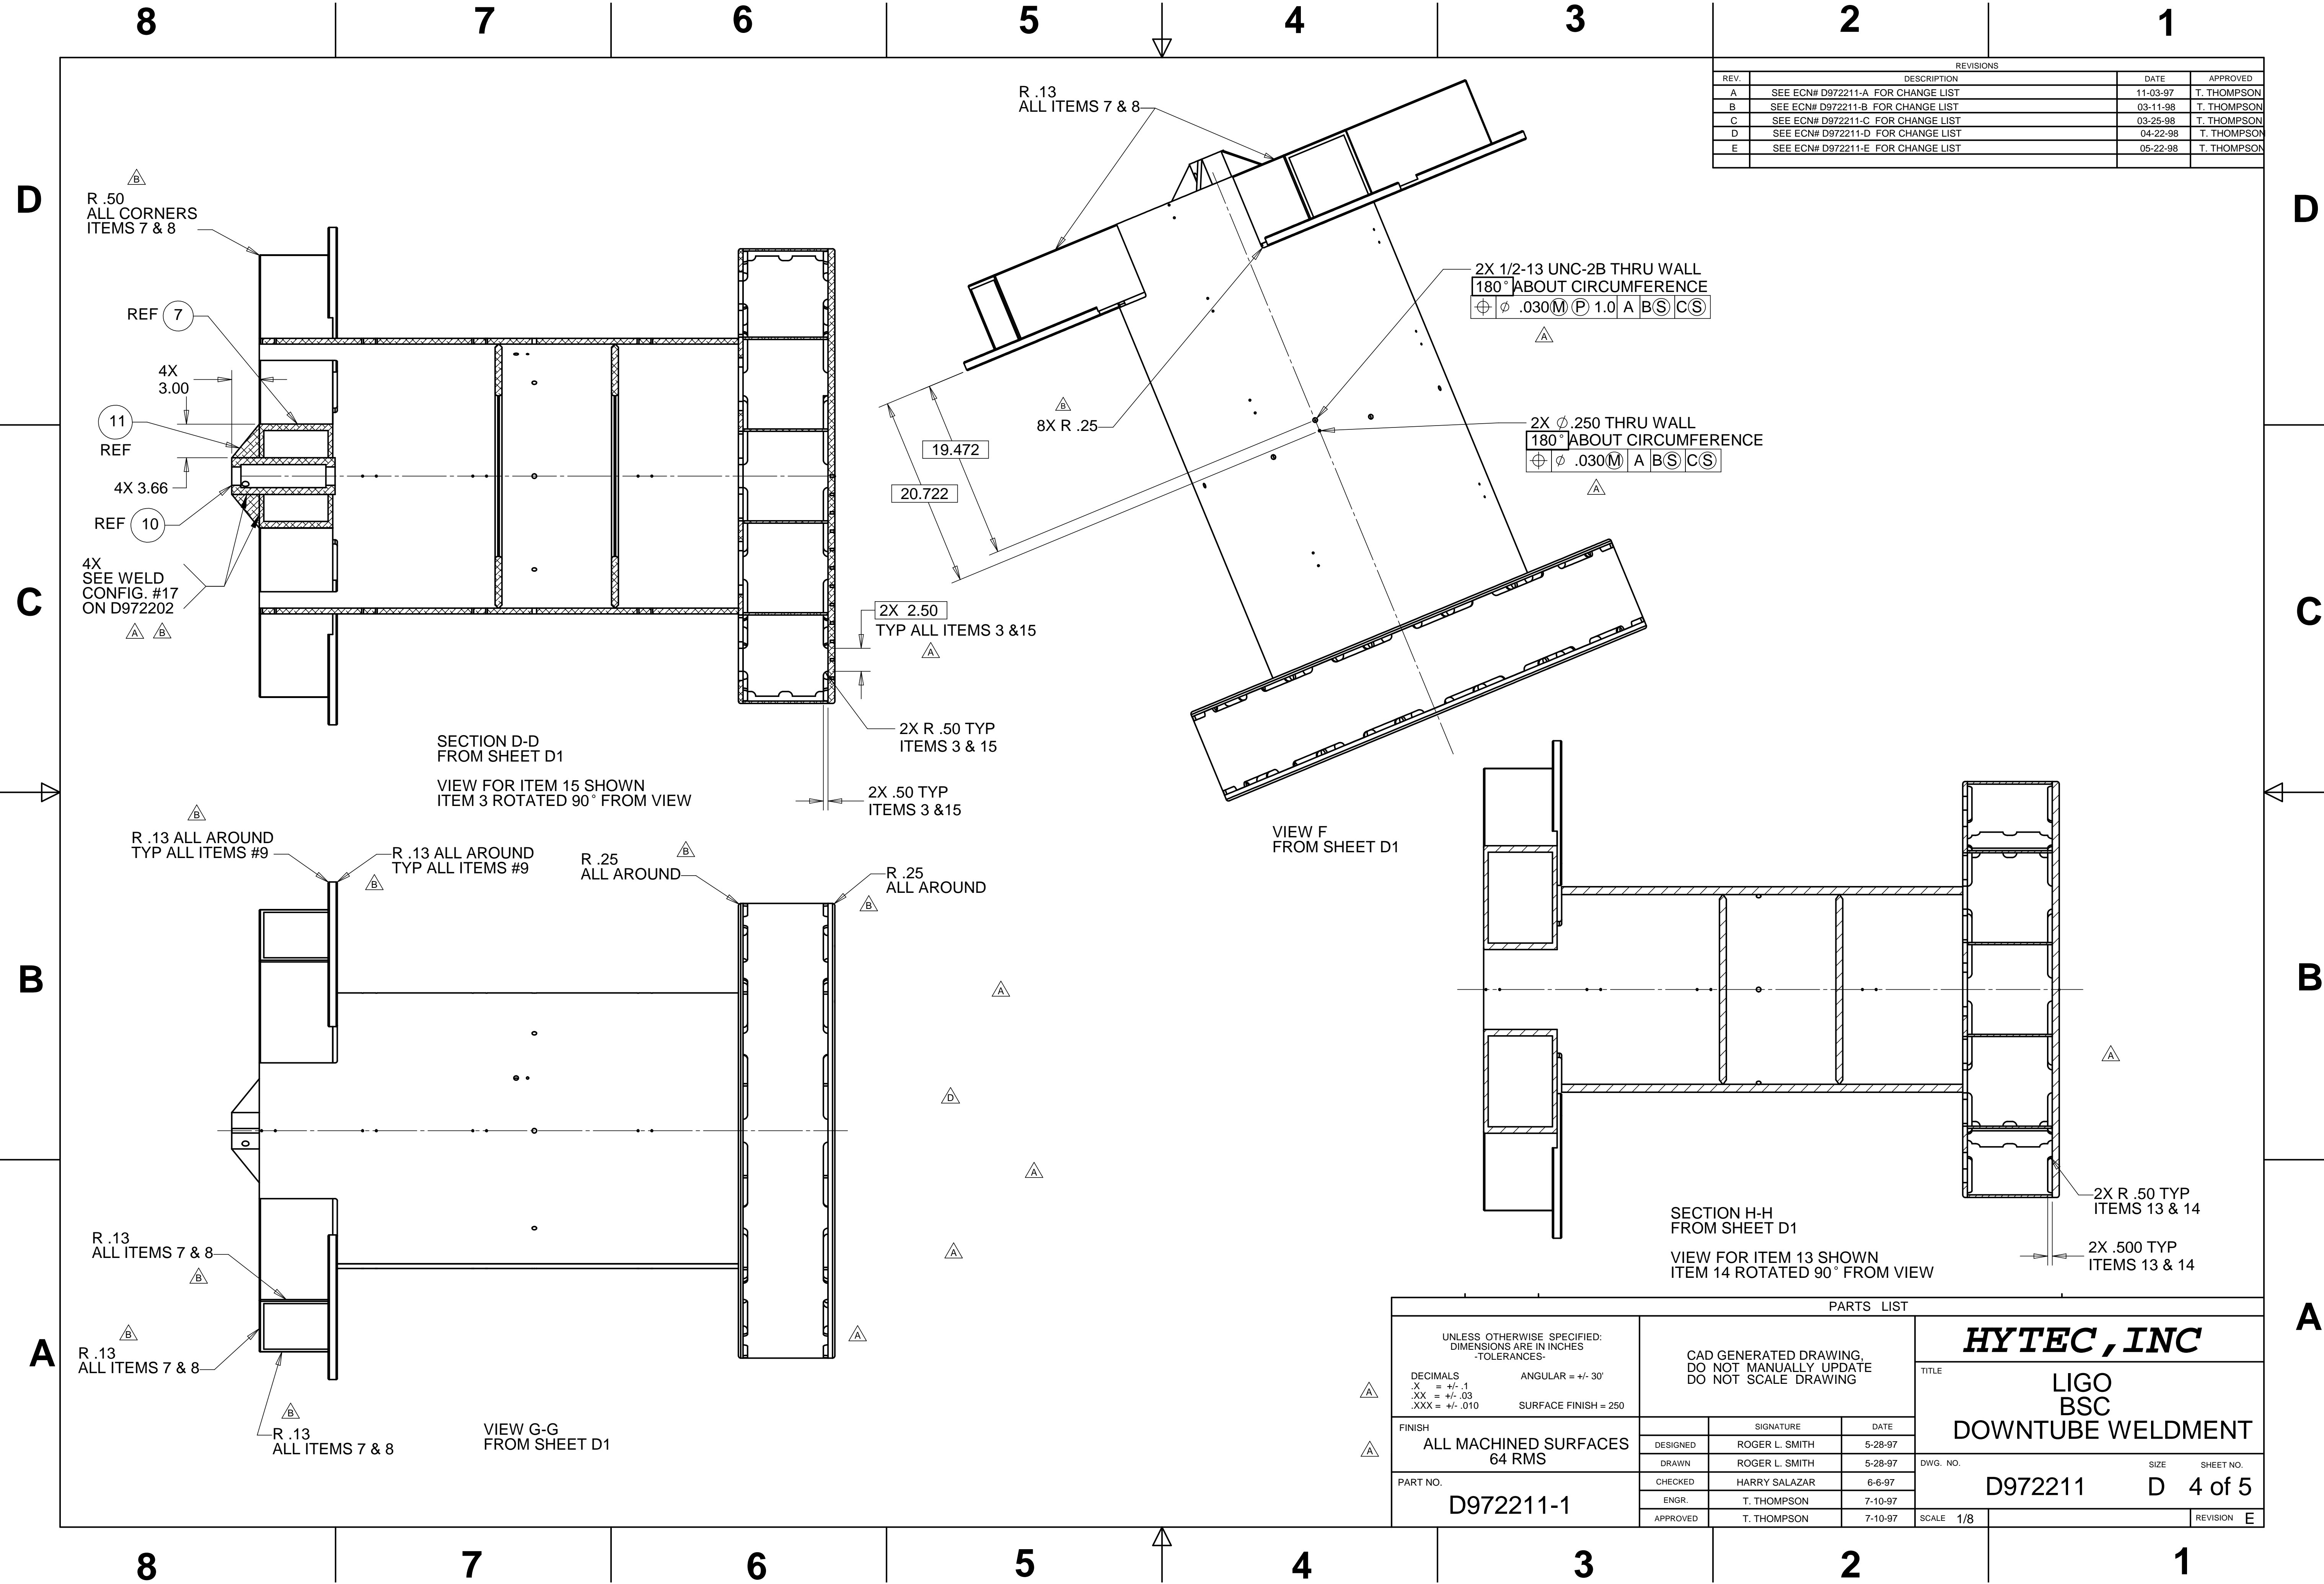 8 7 6 5 4 3 2 1
REVISIONS
REV. DESCRIPTION DATE APPROVED
A SEE ECN# D972211-A FOR CHANGE LIST 11-03-97 T. THOMPSON
B SEE ECN# D972211-B FOR CHANGE LIST 03-11-98 T. THOMPSON
C SEE ECN# D972211-C FOR CHANGE LIST 03-25-98 T. THOMPSON
D SEE ECN# D972211-D FOR CHANGE LIST 04-22-98 T. THOMPSON
E SEE ECN# D972211-E FOR CHANGE LIST 05-22-98 T. THOMPSON
D
D
C
C
B
B
A
A
B
R .50
ALL CORNERS
ITEMS 7 & 8
REF 7
4X
3.00
11
REF
4X 3.66
REF 10
4X
SEE WELD
CONFIG. #17
ON D972202
A B
SECTION D-D
FROM SHEET D1
VIEW FOR ITEM 15 SHOWN
ITEM 3 ROTATED 90° FROM VIEW
2X 2.50
TYP ALL ITEMS 3 &15
A
2X R .50 TYP
ITEMS 3 & 15
2X .50 TYP
ITEMS 3 &15
R .13
ALL ITEMS 7 & 8
B
8X R .25
19.472
20.722
2X 1/2-13 UNC-2B THRU WALL
180° ABOUT CIRCUMFERENCE
⌖ ⌀ .030Ⓜ Ⓟ 1.0 A BⓈ CⓈ
A
2X ⌀.250 THRU WALL
180° ABOUT CIRCUMFERENCE
⌖ ⌀ .030Ⓜ A BⓈ CⓈ
A
VIEW F
FROM SHEET D1
B
R .13 ALL AROUND
TYP ALL ITEMS #9
R .13 ALL AROUND
TYP ALL ITEMS #9
B
B
R .25
ALL AROUND
R .25
ALL AROUND
B
A
D
A
A
A
R .13
ALL ITEMS 7 & 8
B
B
R .13
ALL ITEMS 7 & 8
B
R .13
ALL ITEMS 7 & 8
VIEW G-G
FROM SHEET D1
A
2X R .50 TYP
ITEMS 13 & 14
2X .500 TYP
ITEMS 13 & 14
SECTION H-H
FROM SHEET D1
VIEW FOR ITEM 13 SHOWN
ITEM 14 ROTATED 90° FROM VIEW
A
A
PARTS LIST
UNLESS OTHERWISE SPECIFIED:
DIMENSIONS ARE IN INCHES
-TOLERANCES-
DECIMALS ANGULAR = +/- 30'
.X = +/- .1
.XX = +/- .03
.XXX = +/- .010 SURFACE FINISH = 250
CAD GENERATED DRAWING,
DO NOT MANUALLY UPDATE
DO NOT SCALE DRAWING
HYTEC,INC
TITLE
LIGO
BSC
DOWNTUBE WELDMENT
FINISH
ALL MACHINED SURFACES
64 RMS
PART NO.
D972211-1
SIGNATURE DATE
DESIGNED ROGER L. SMITH 5-28-97
DRAWN ROGER L. SMITH 5-28-97
CHECKED HARRY SALAZAR 6-6-97
ENGR. T. THOMPSON 7-10-97
APPROVED T. THOMPSON 7-10-97
DWG. NO. SIZE SHEET NO.
D972211 D 4 of 5
SCALE 1/8 REVISION E
8 7 6 5 4 3 2 1